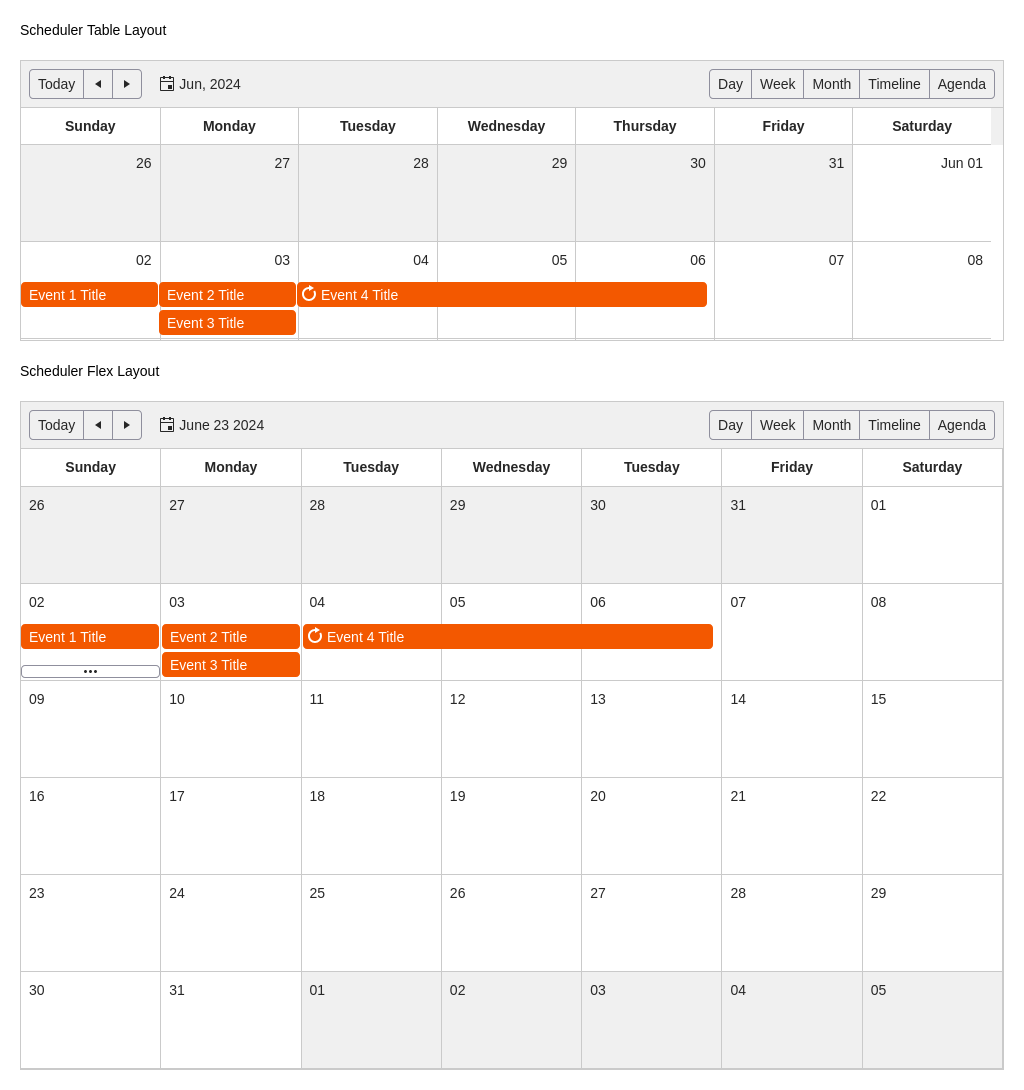 Scheduler Table Layout
Today Jun, 2024 Day Week Month Timeline Agenda
Sunday Monday Tuesday Wednesday Thursday Friday Saturday
26 27 28 29 30 31 Jun 01
02 03 04 05 06 07 08
Event 1 Title Event 2 Title Event 4 Title
Event 3 Title
Scheduler Flex Layout
Today June 23 2024 Day Week Month Timeline Agenda
Sunday Monday Tuesday Wednesday Tuesday Friday Saturday
26 27 28 29 30 31 01
02 03 04 05 06 07 08
Event 1 Title Event 2 Title Event 4 Title
Event 3 Title
09 10 11 12 13 14 15
16 17 18 19 20 21 22
23 24 25 26 27 28 29
30 31 01 02 03 04 05